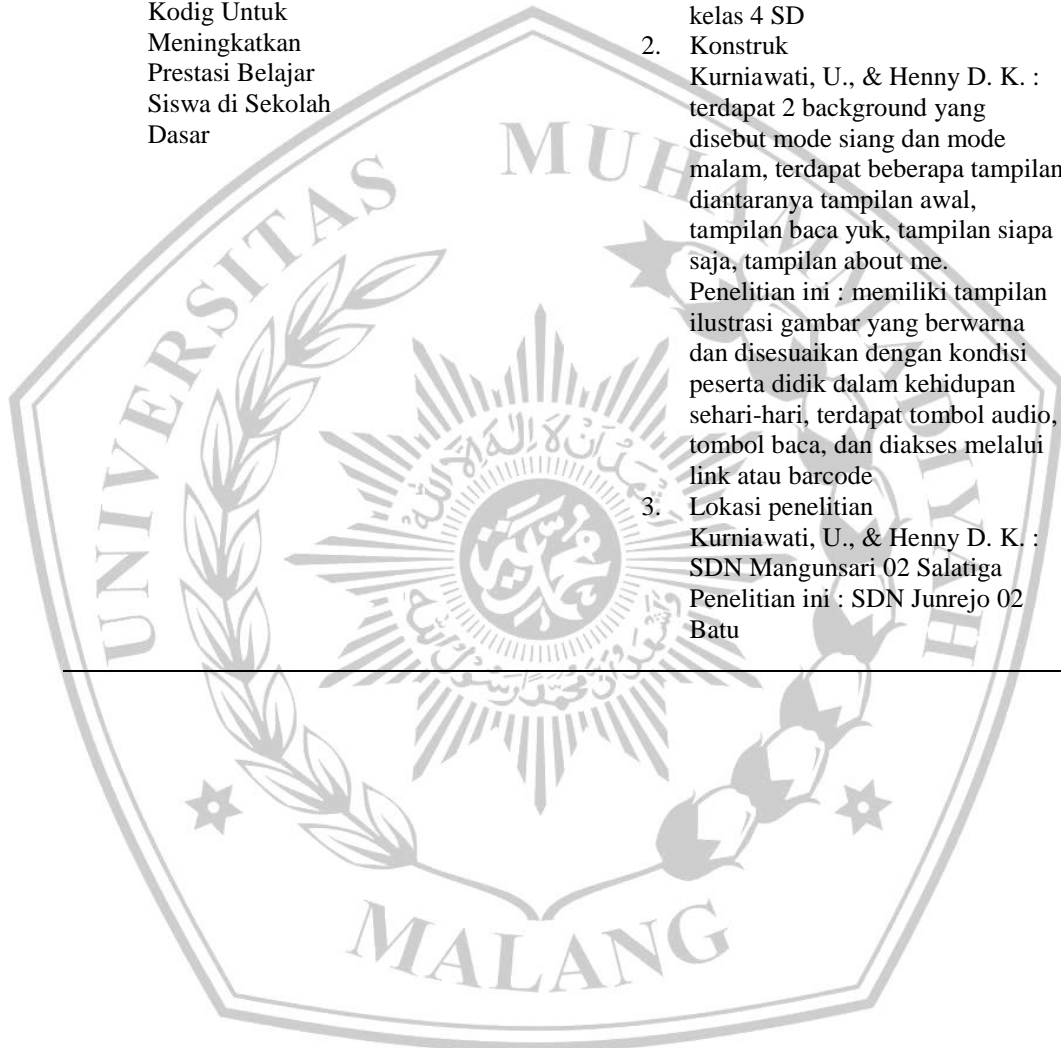 Kodig Untuk
Meningkatkan
Prestasi Belajar
Siswa di Sekolah
Dasar
kelas 4 SD
2. Konstruk
Kurniawati, U., & Henny D. K. :
terdapat 2 background yang
disebut mode siang dan mode
malam, terdapat beberapa tampilan
diantaranya tampilan awal,
tampilan baca yuk, tampilan siapa
saja, tampilan about me.
Penelitian ini : memiliki tampilan
ilustrasi gambar yang berwarna
dan disesuaikan dengan kondisi
peserta didik dalam kehidupan
sehari-hari, terdapat tombol audio,
tombol baca, dan diakses melalui
link atau barcode
3. Lokasi penelitian
Kurniawati, U., & Henny D. K. :
SDN Mangunsari 02 Salatiga
Penelitian ini : SDN Junrejo 02
Batu
UNIVERSITAS MUHAMMADIYAH
MALANG